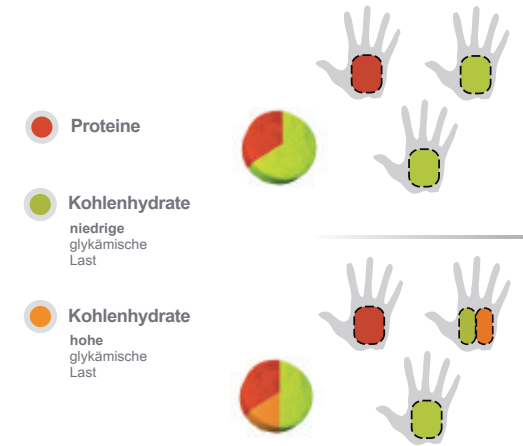 Proteine
Kohlenhydrate
niedrige
glykämische
Last
Kohlenhydrate
hohe
glykämische
Last